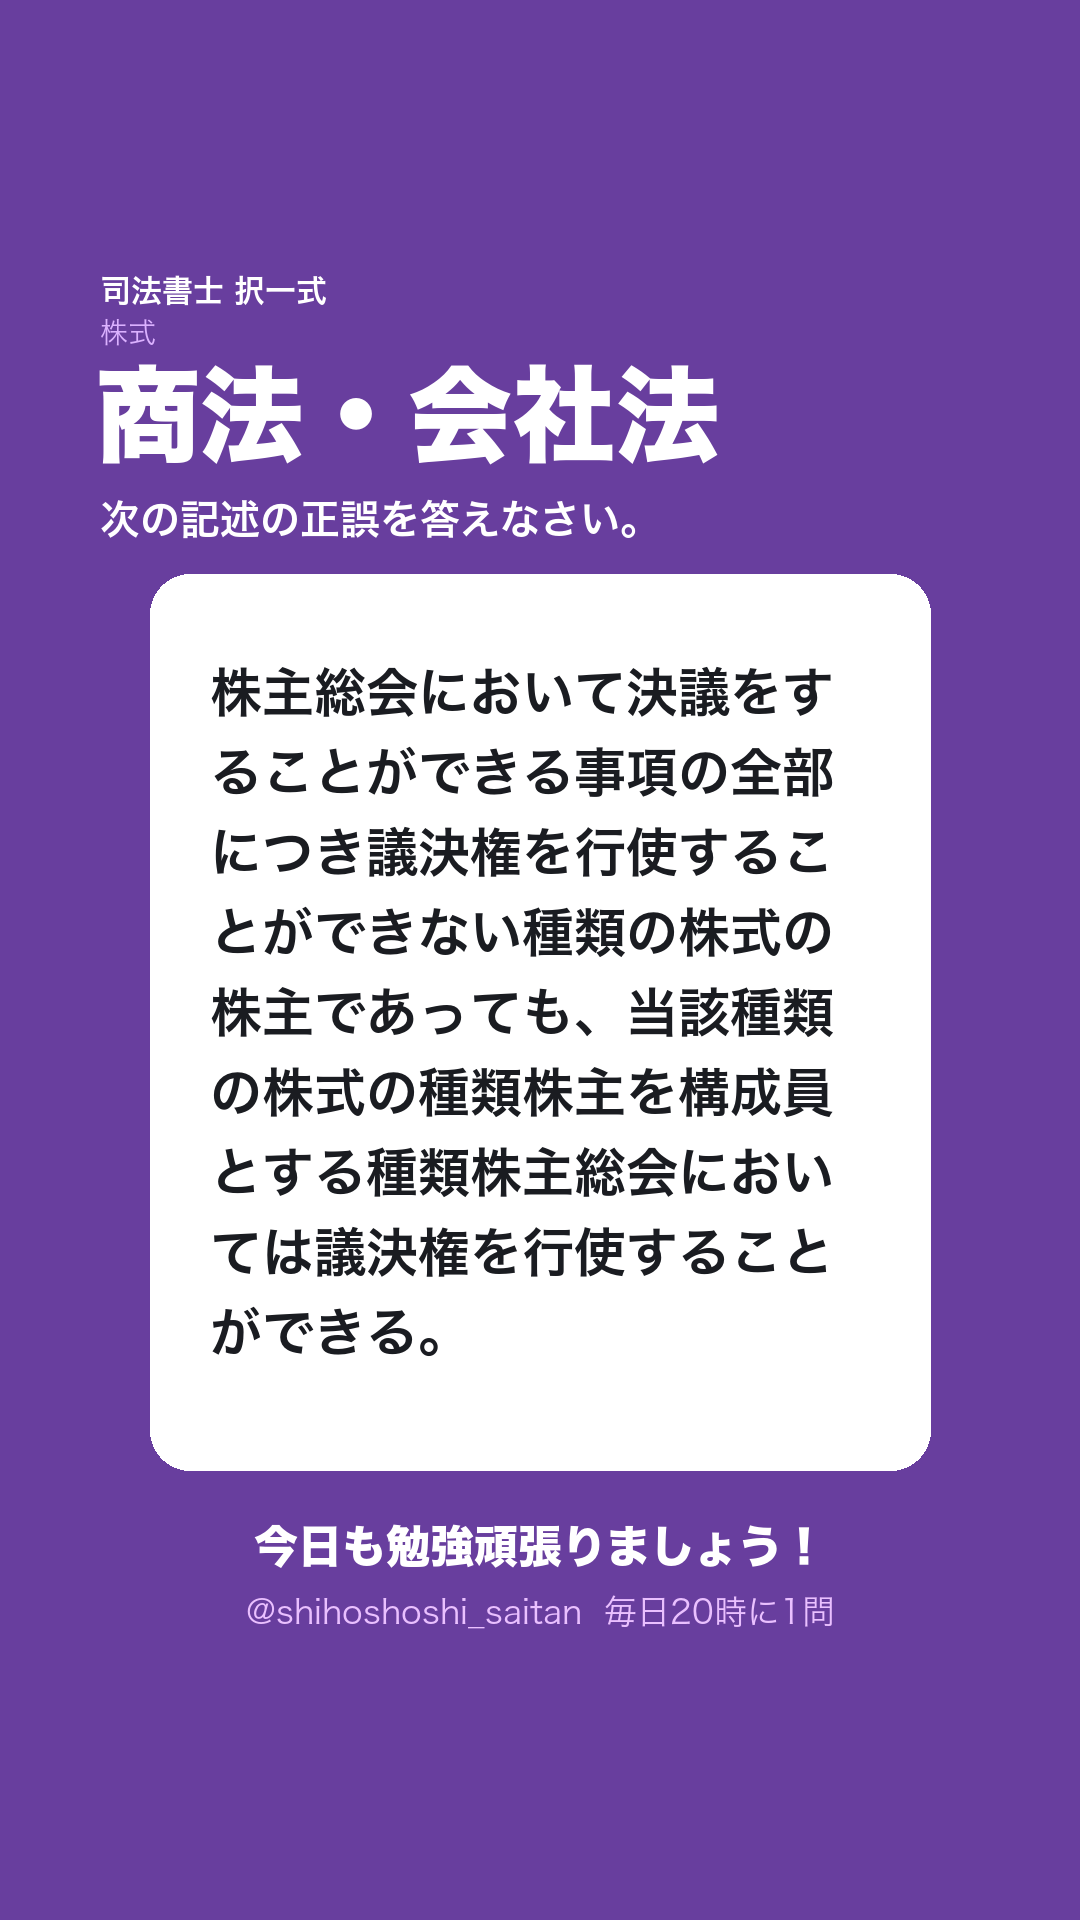 司法書士 択一式
株式
商法・会社法
次の記述の正誤を答えなさい。
株主総会において決議をす
ることができる事項の全部
につき議決権を行使するこ
とができない種類の株式の
株主であっても、当該種類
の株式の種類株主を構成員
とする種類株主総会におい
ては議決権を行使すること
ができる。
今日も勉強頑張りましょう！
@shihoshoshi_saitan 毎日20時に1問